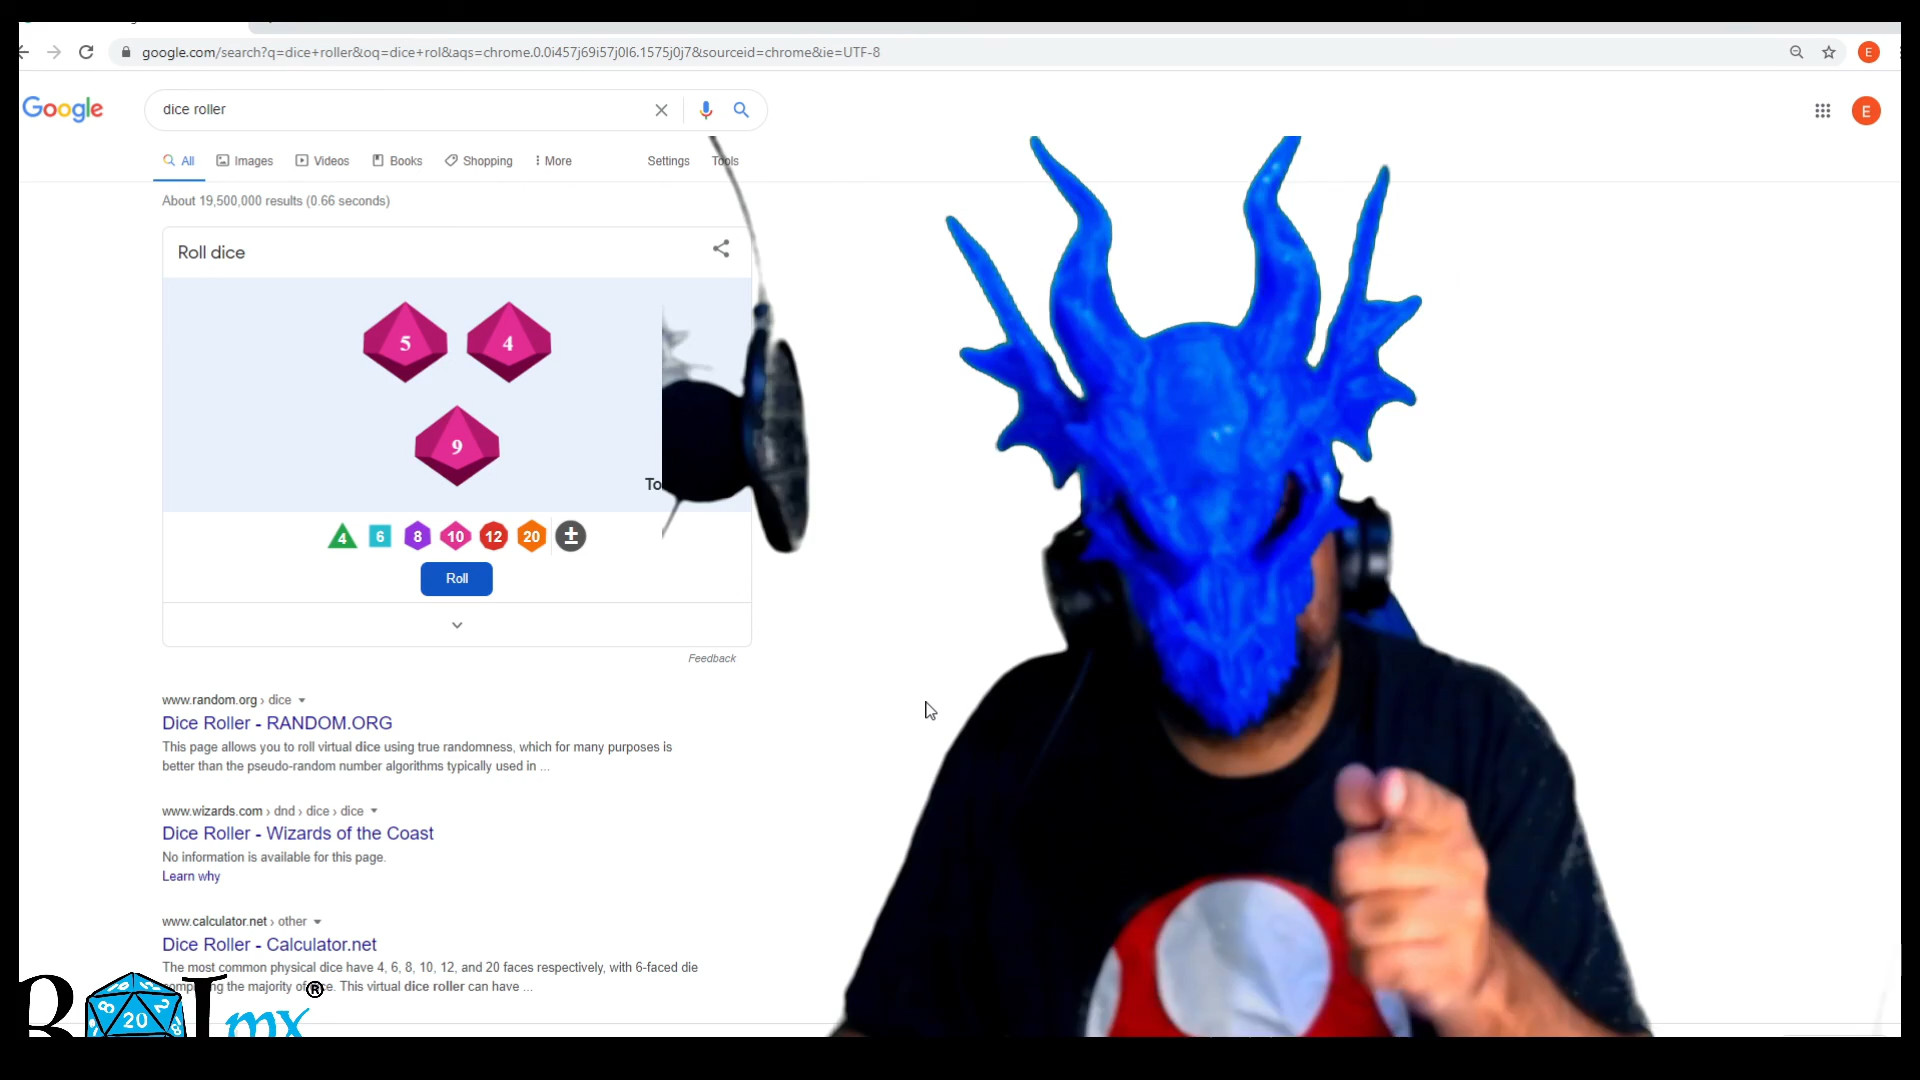 google.com/search?q=dice+roller&oq=dice+rol&aqs=chrome.0.0i457j69i57j0l6.1575j0j7&sourceid=chrome&ie=UTF-8
E
Google
dice roller
E
All Images Videos Books Shopping More Settings Tools
About 19,500,000 results (0.66 seconds)
Roll dice
5 4
9
To
4 6 8 10 12 20 ±
Roll
Feedback
www.random.org › dice
Dice Roller - RANDOM.ORG
This page allows you to roll virtual dice using true randomness, which for many purposes is
better than the pseudo-random number algorithms typically used in ...
www.wizards.com › dnd › dice › dice
Dice Roller - Wizards of the Coast
No information is available for this page.
Learn why
www.calculator.net › other
Dice Roller - Calculator.net
The most common physical dice have 4, 6, 8, 10, 12, and 20 faces respectively, with 6-faced die
the majority of This virtual dice roller can have ...
®
20
mx